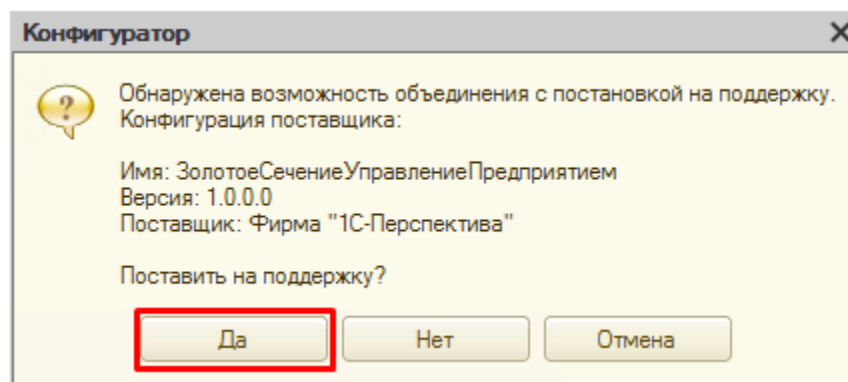 Конфигуратор
Обнаружена возможность объединения с постановкой на поддержку.
Конфигурация поставщика:
Имя: ЗолотоеСечениеУправлениеПредприятием
Версия: 1.0.0.0
Поставщик: Фирма "1С-Перспектива"
Поставить на поддержку?
Да Нет Отмена